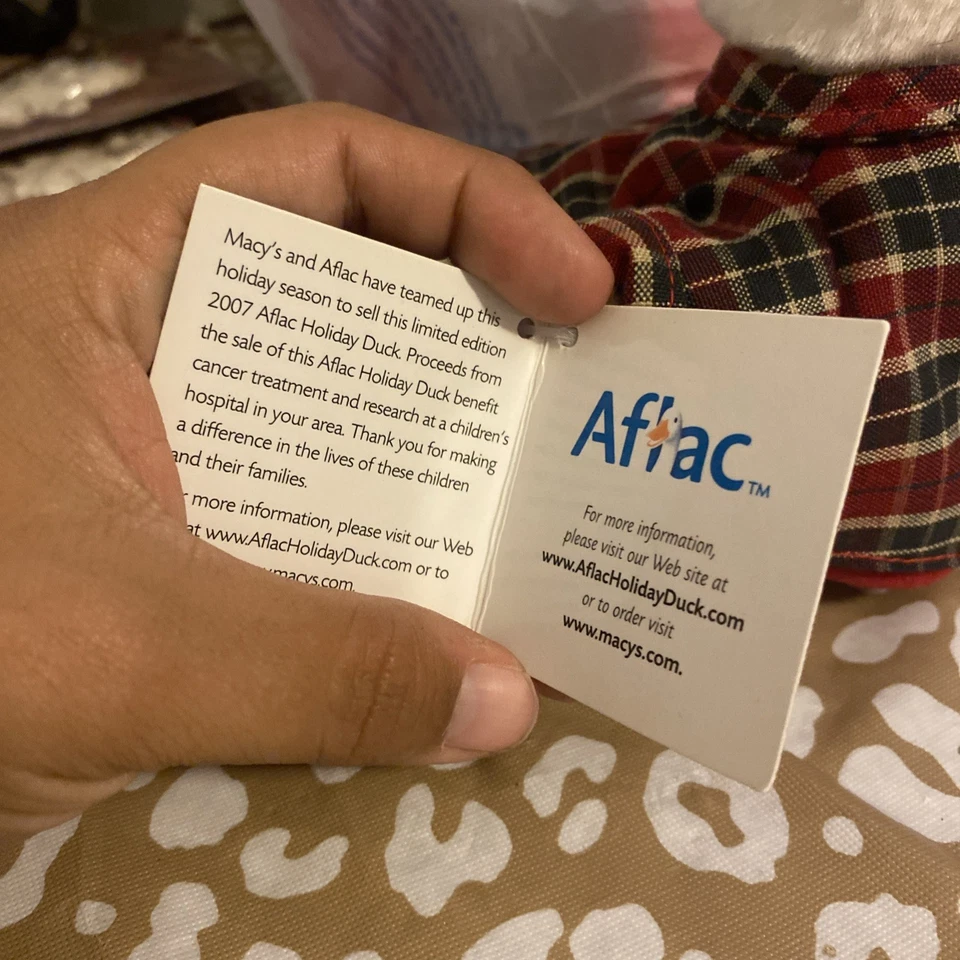 Macy's and Aflac have teamed up this
holiday season to sell this limited edition
2007 Aflac Holiday Duck. Proceeds from
the sale of this Aflac Holiday Duck benefit
cancer treatment and research at a children's
hospital in your area. Thank you for making
a difference in the lives of these children
and their families.
more information, please visit our Web
at www.AflacHolidayDuck.com or to
macys.com.
Aflac™
For more information,
please visit our Web site at
www.AflacHolidayDuck.com
or to order visit
www.macys.com.